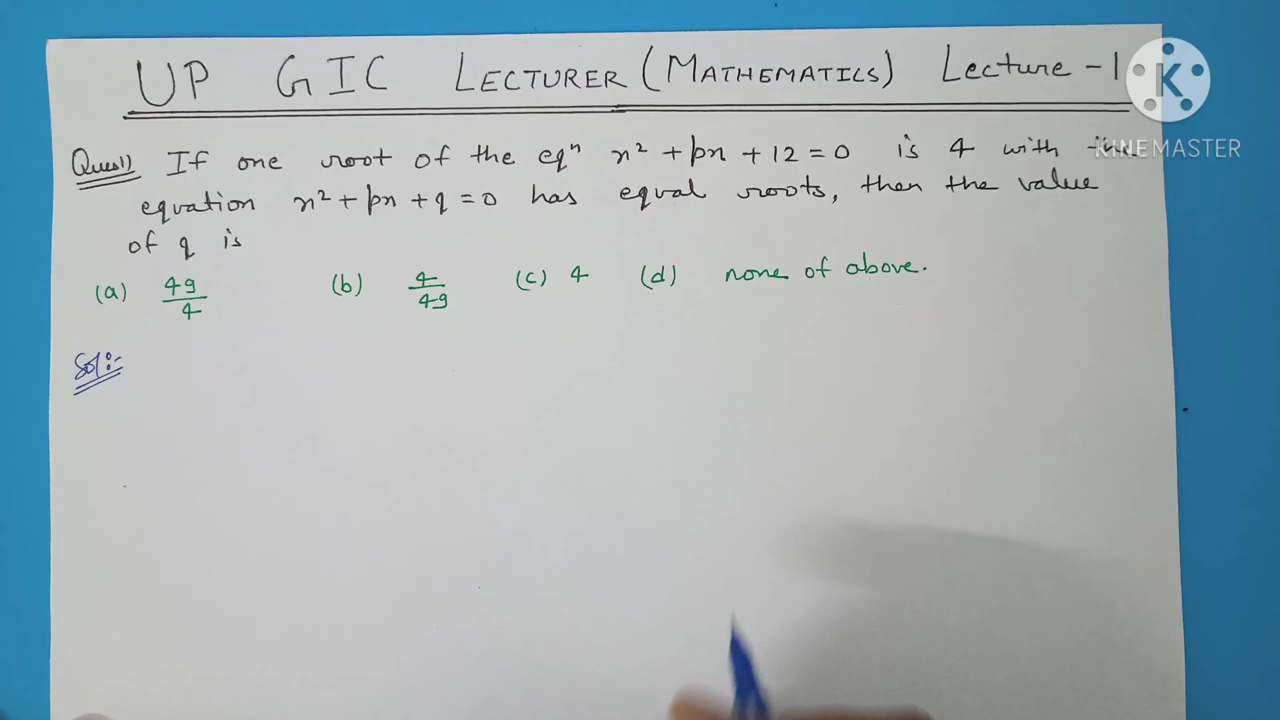 UP GIC LECTURER (MATHEMATICS) Lecture - 1
K
KINEMASTER
Ques1) If one root of the eqⁿ x² + px + 12 = 0 is 4 with
equation x² + px + q = 0 has equal roots, then the value
of q is
(a) 49/4 (b) 4/49 (c) 4 (d) none of above.
Sol:-